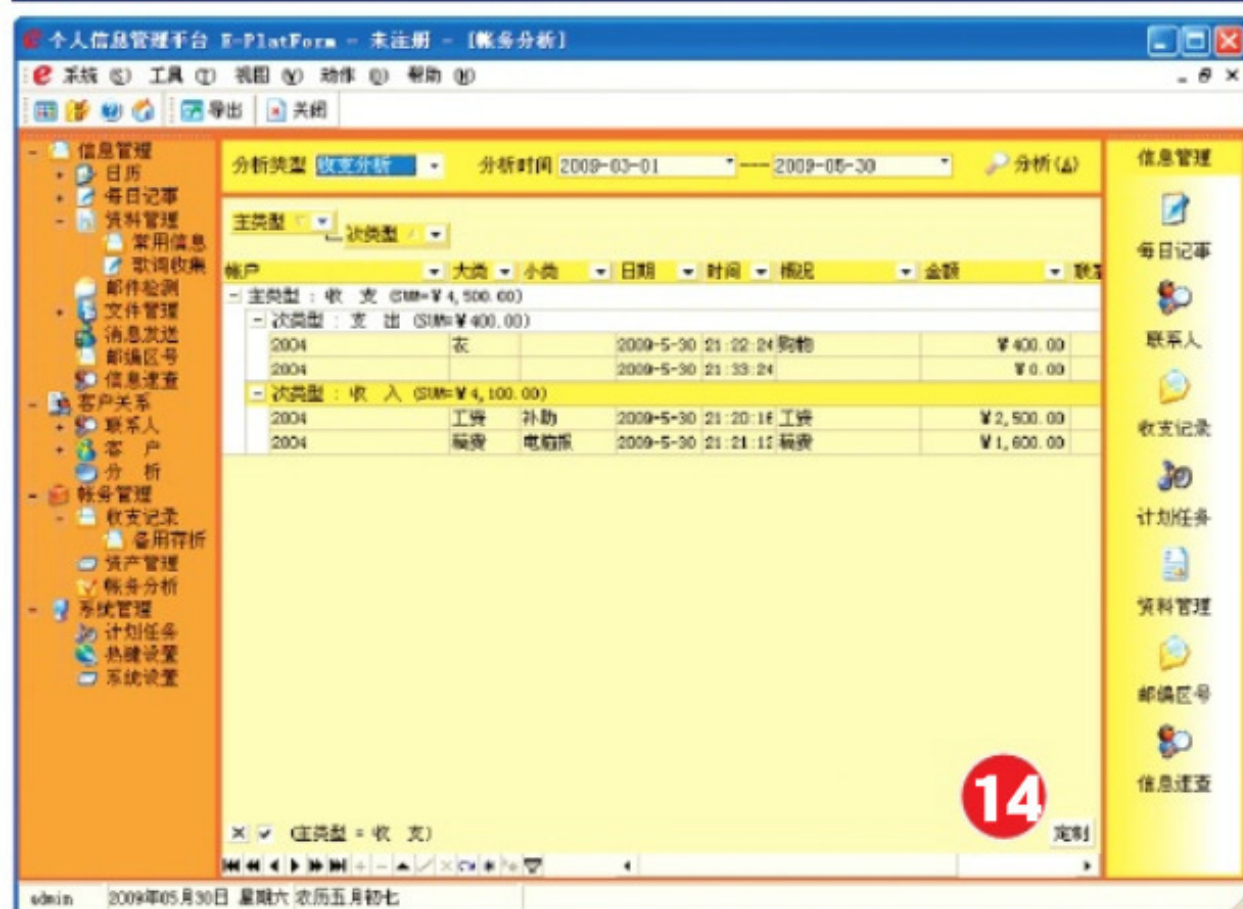 个人信息管理平台 E-PlatForm - 未注册 - [帐务分析]
系统(S) 工具(T) 视图(V) 动作(Q) 帮助(H)
导出 关闭
信息管理
日历
每日记事
资料管理
常用信息
歌词收集
邮件检测
文件管理
消息发送
邮编区号
信息速查
客户关系
联系人
客 户
分 析
帐务管理
收支记录
备用存折
资产管理
帐务分析
系统管理
计划任务
热键设置
系统设置
分析类型 收支分析 分析时间 2009-03-01 --- 2009-05-30 分析(A)
主类型
次类型
帐户 大类 小类 日期 时间 概况 金额
主类型 : 收 支 (SUM=¥4,500.00)
次类型 : 支 出 (SUM=¥400.00)
2004 衣 2009-5-30 21:22:24 购物 ¥400.00
2004 2009-5-30 21:33:24 ¥0.00
次类型 : 收 入 (SUM=¥4,100.00)
2004 工资 补助 2009-5-30 21:20:16 工资 ¥2,500.00
2004 稿费 电脑报 2009-5-30 21:21:12 稿费 ¥1,600.00
(主类型 = 收 支)
定制
14
信息管理
每日记事
联系人
收支记录
计划任务
资料管理
邮编区号
信息速查
admin 2009年05月30日 星期六 农历五月初七